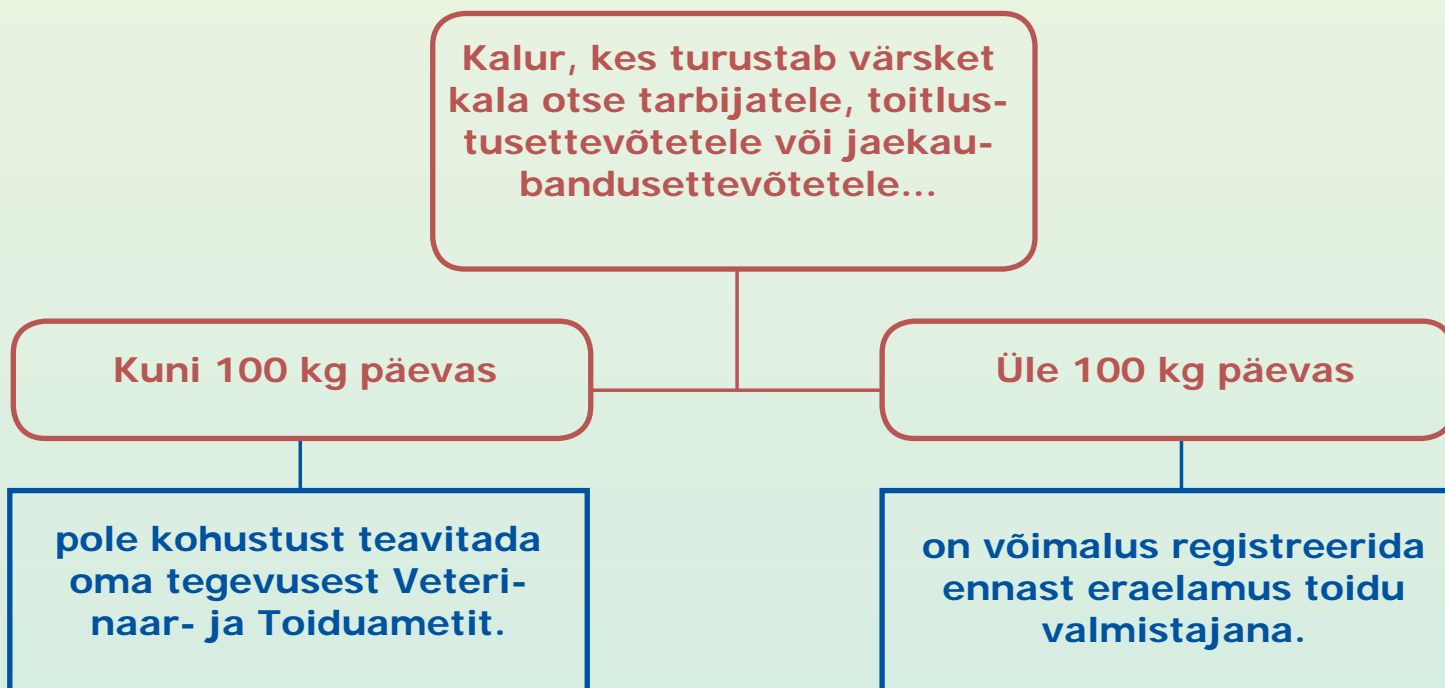 Kalur, kes turustab värsket
kala otse tarbijatele, toitlus-
tusettevõtetele või jaekau-
bandusettevõtetele...
Kuni 100 kg päevas
Üle 100 kg päevas
pole kohustust teavitada
oma tegevusest Veteri-
naar- ja Toiduametit.
on võimalus registreerida
ennast eraelamus toidu
valmistajana.